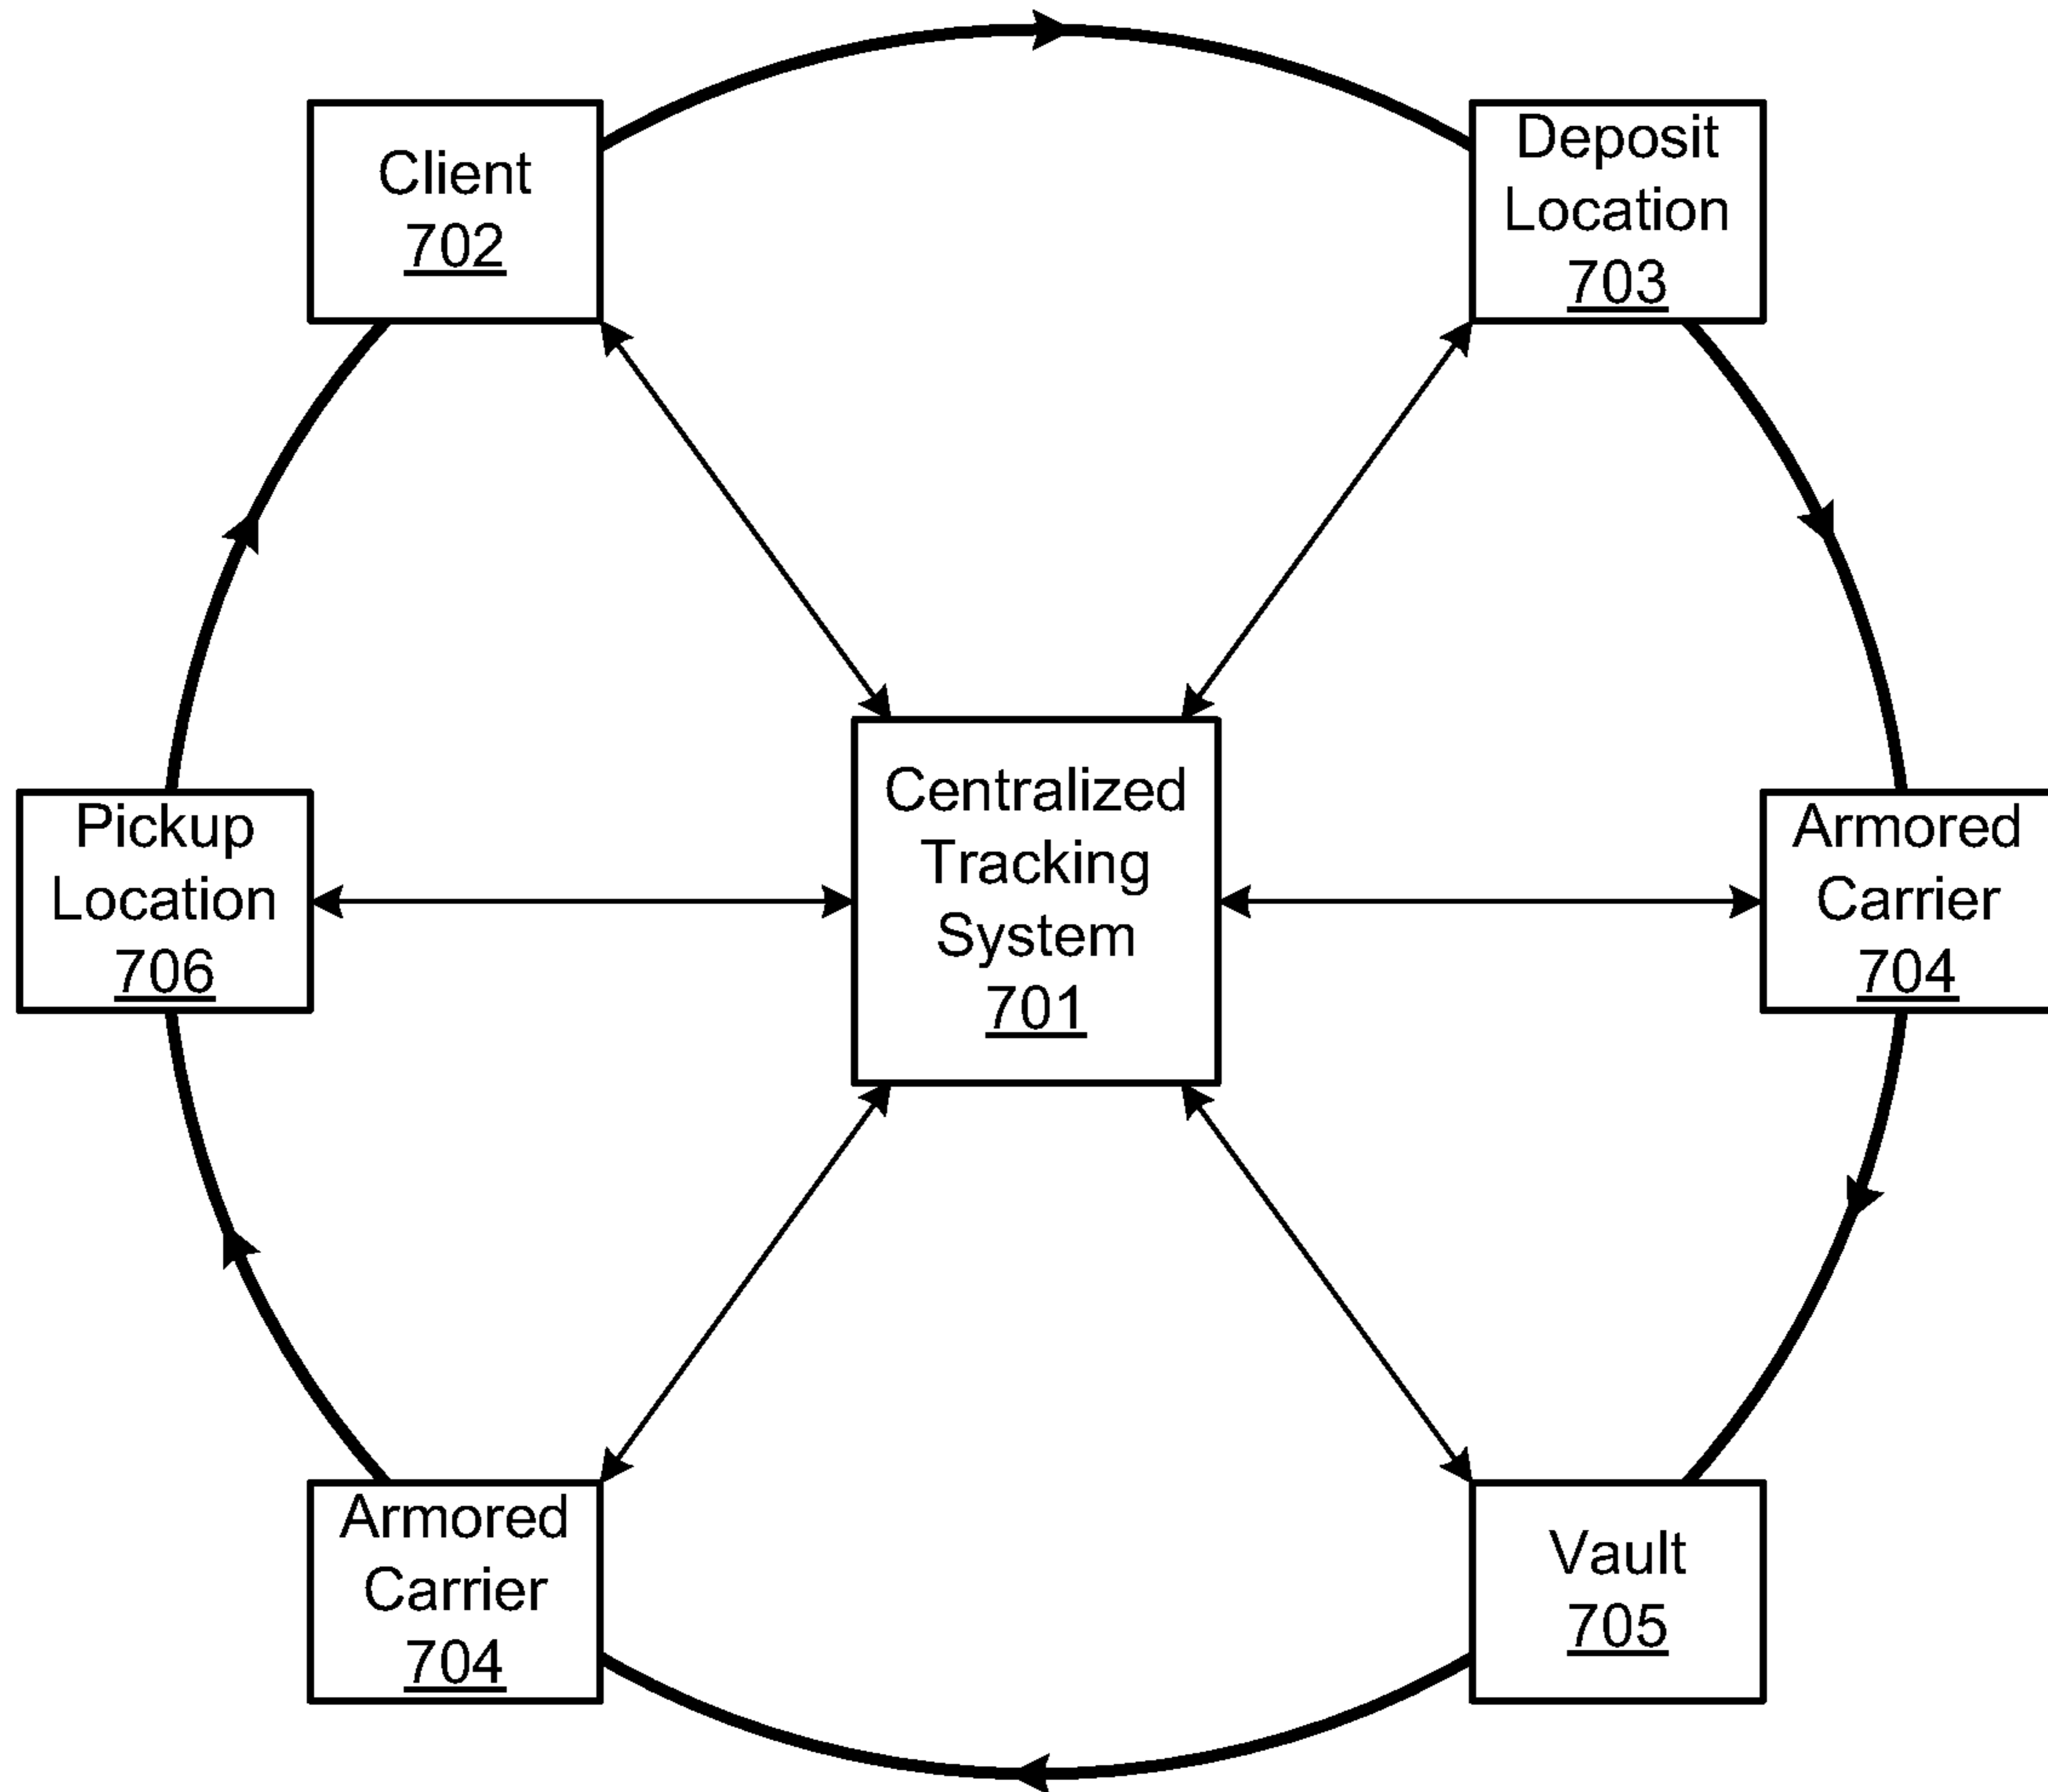 Client
702
Deposit
Location
703
Pickup
Location
706
Centralized
Tracking
System
701
Armored
Carrier
704
Armored
Carrier
704
Vault
705